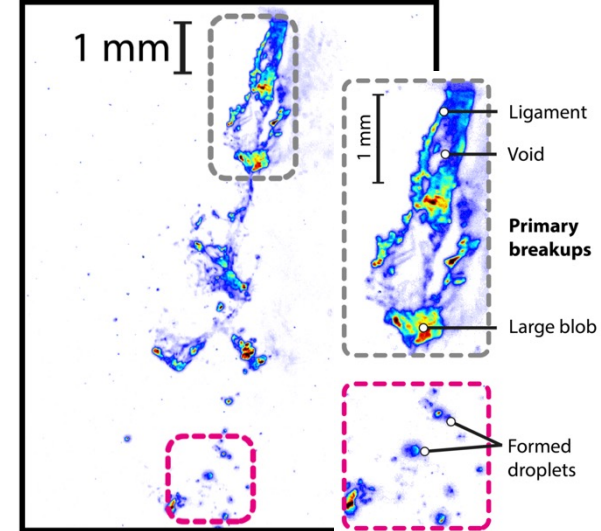 1 mm
1 mm
Ligament
Void
Primary
breakups
Large blob
Formed
droplets